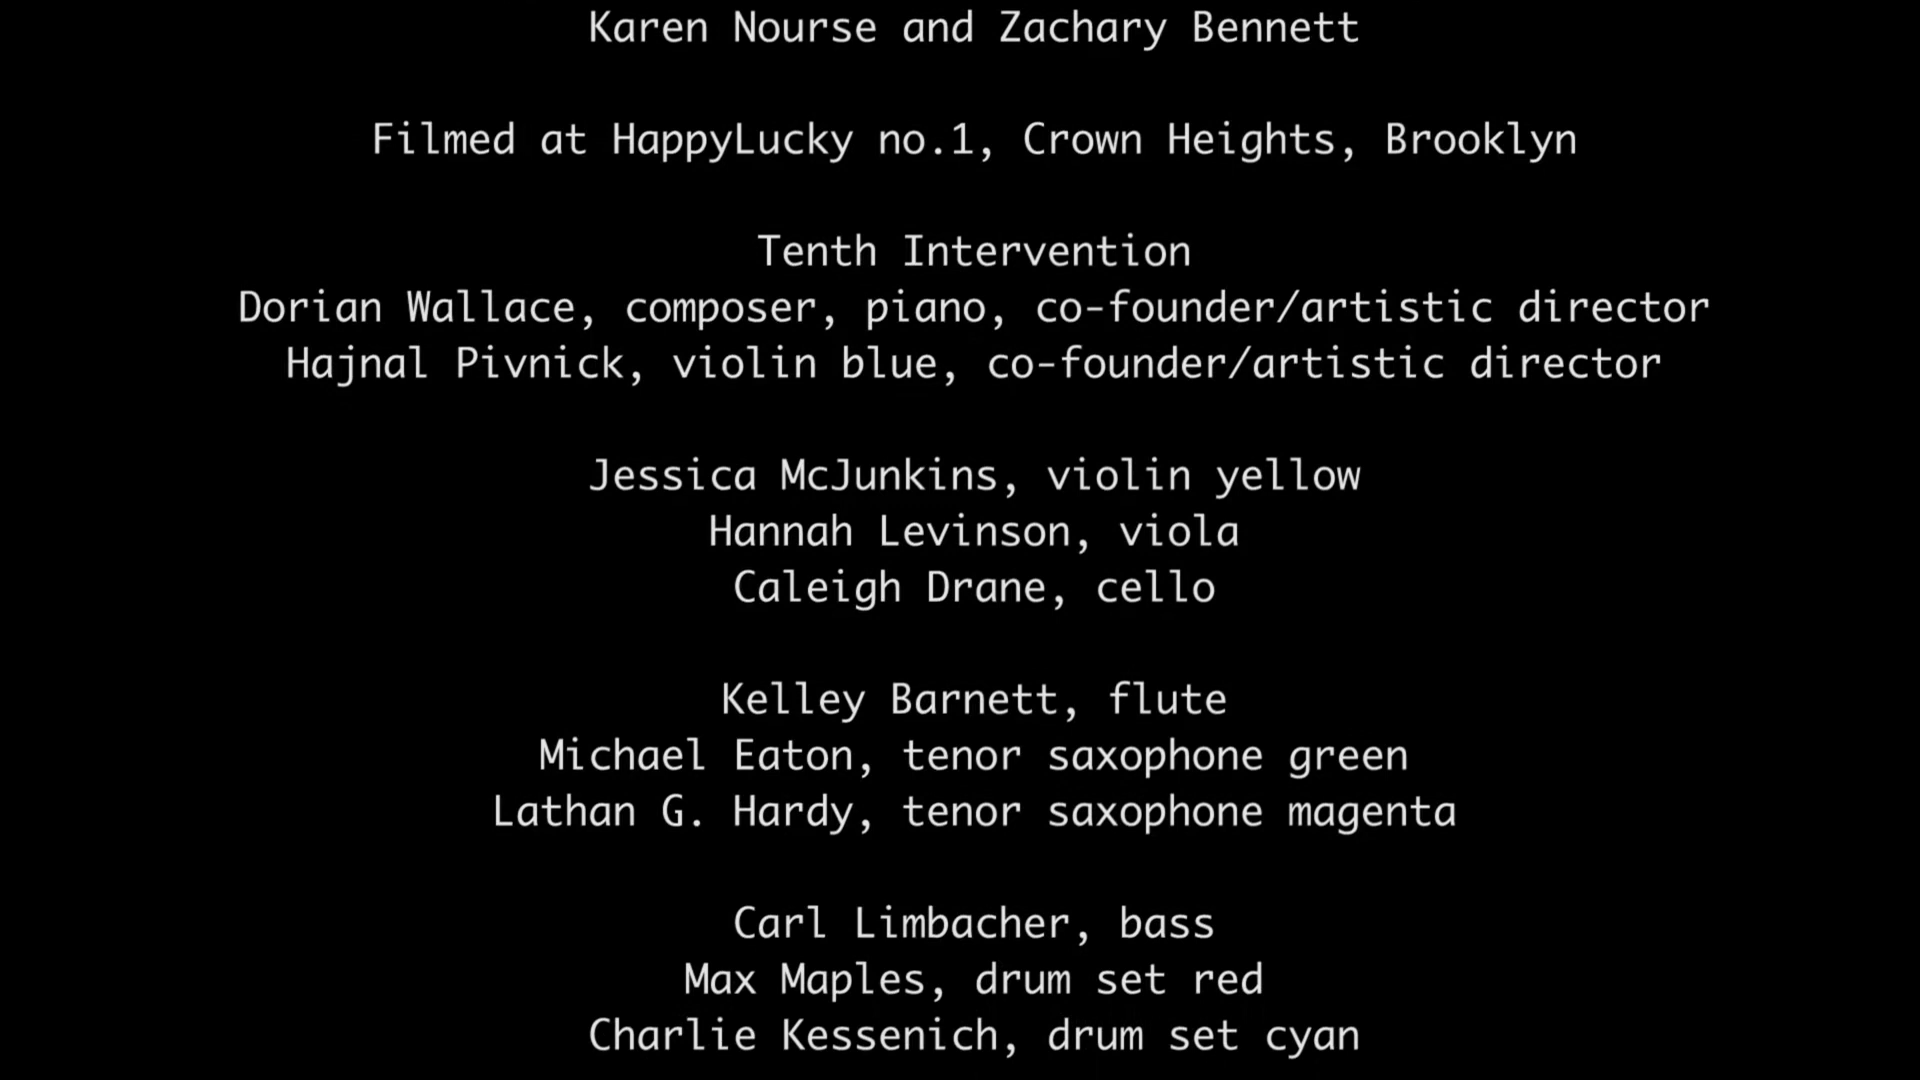 Karen Nourse and Zachary Bennett
Filmed at HappyLucky no.1, Crown Heights, Brooklyn
Tenth Intervention
Dorian Wallace, composer, piano, co-founder/artistic director
Hajnal Pivnick, violin blue, co-founder/artistic director
Jessica McJunkins, violin yellow
Hannah Levinson, viola
Caleigh Drane, cello
Kelley Barnett, flute
Michael Eaton, tenor saxophone green
Lathan G. Hardy, tenor saxophone magenta
Carl Limbacher, bass
Max Maples, drum set red
Charlie Kessenich, drum set cyan